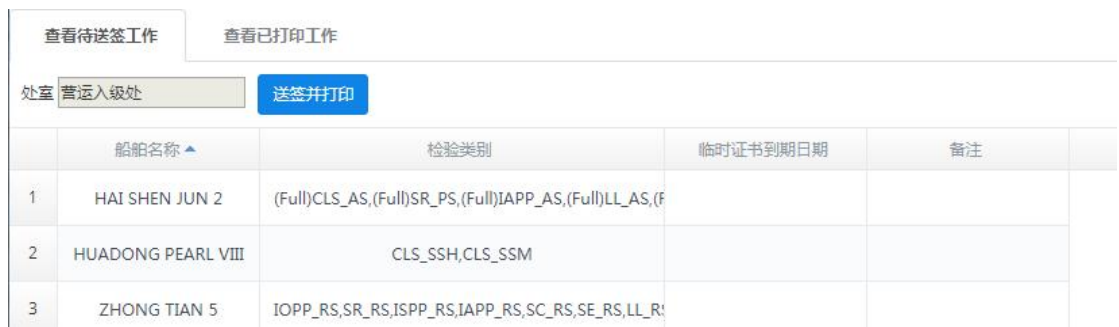 查看待送签工作 查看已打印工作
处室 营运入级处 送签并打印
船舶名称 检验类别 临时证书到期日期 备注
1 HAI SHEN JUN 2 (Full)CLS_AS,(Full)SR_PS,(Full)IAPP_AS,(Full)LL_AS,(F
2 HUADONG PEARL VIII CLS_SSH,CLS_SSM
3 ZHONG TIAN 5 IOPP_RS,SR_RS,ISPP_RS,IAPP_RS,SC_RS,SE_RS,LL_RS